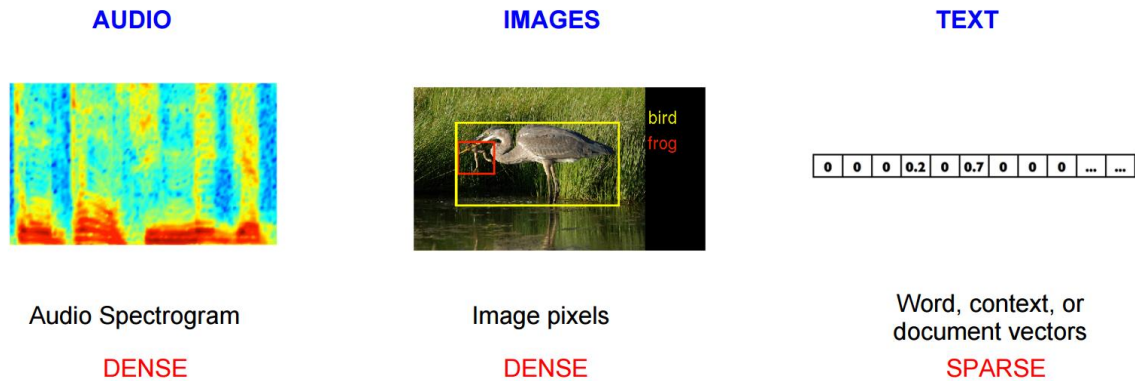 AUDIO
IMAGES
TEXT
bird
frog
0 0 0 0.2 0 0.7 0 0 0 ... ...
Audio Spectrogram
Image pixels
Word, context, or
document vectors
DENSE
DENSE
SPARSE